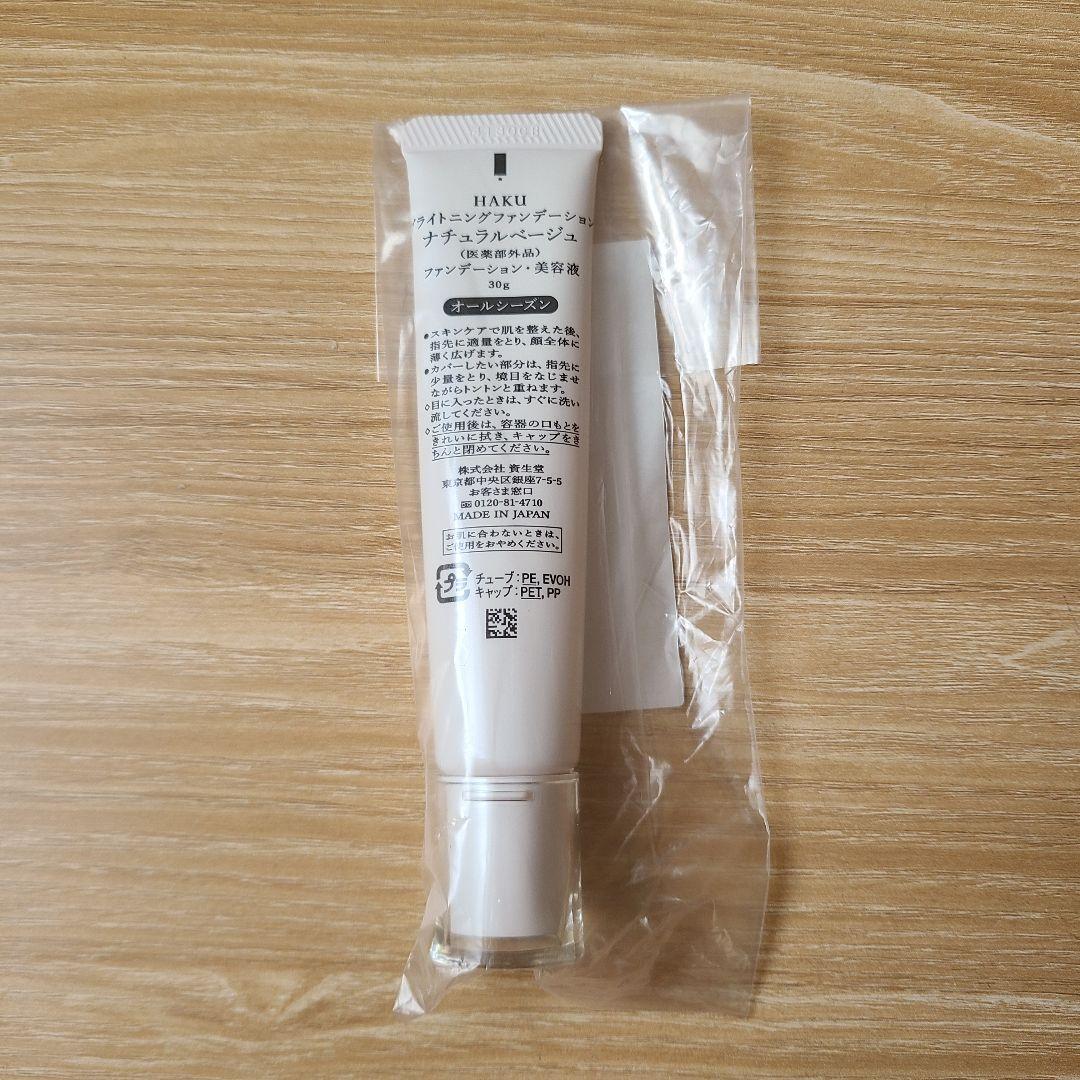 HAKU
ブライトニングファンデーション
ナチュラルベージュ
（医薬部外品）
ファンデーション・美容液
30g
オールシーズン
●スキンケアで肌を整えた後、
指先に適量をとり、顔全体に
薄く広げます。
●カバーしたい部分は、指先に
少量をとり、境目をなじませ
ながらトントンと重ねます。
◇目に入ったときは、すぐに洗い
流してください。
◇ご使用後は、容器の口もとを
きれいに拭き、キャップをき
ちんと閉めてください。
株式会社 資生堂
東京都中央区銀座7-5-5
お客さま窓口
0120-81-4710
MADE IN JAPAN
お肌に合わないときは、
ご使用をおやめください。
プラ
チューブ：PE, EVOH
キャップ：PET, PP